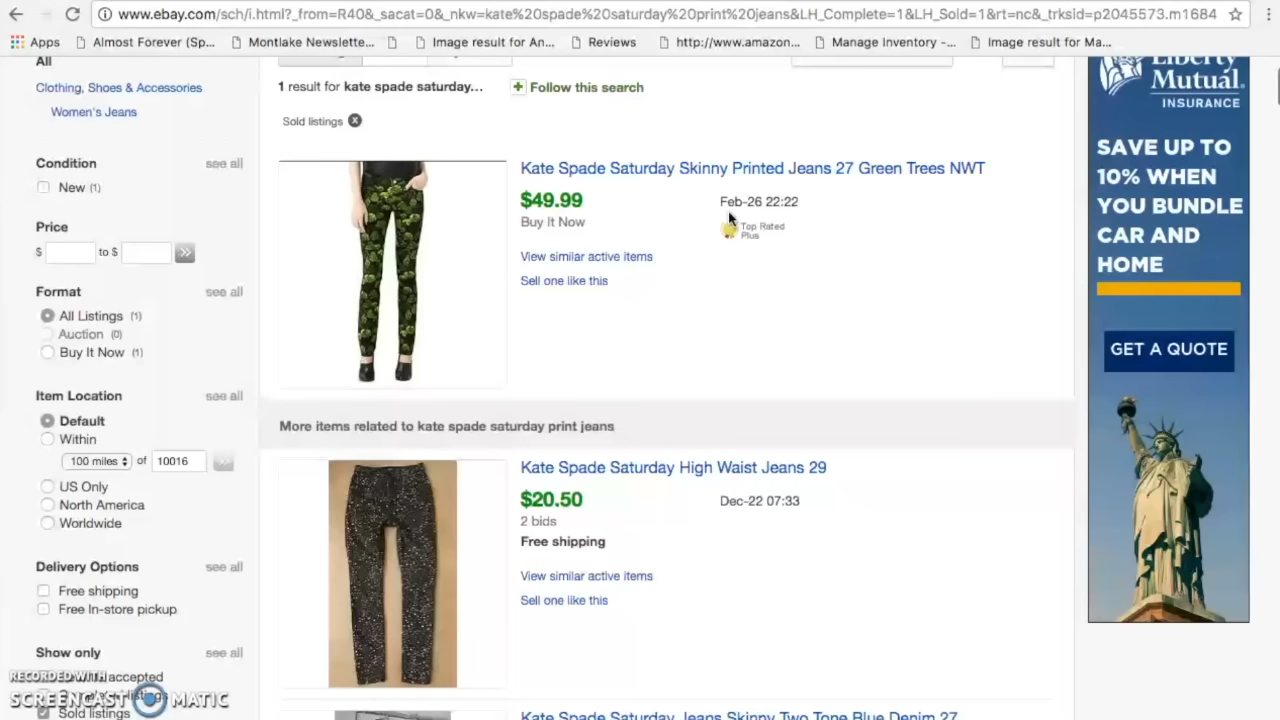 www.ebay.com/sch/i.html?_from=R40&_sacat=0&_nkw=kate%20spade%20saturday%20print%20jeans&LH_Complete=1&LH_Sold=1&rt=nc&_trksid=p2045573.m1684
Apps
Almost Forever (Sp...
Montlake Newslette...
Image result for An...
Reviews
http://www.amazon...
Manage Inventory -...
Image result for Ma...
All
Clothing, Shoes & Accessories
Women's Jeans
Condition see all
New (1)
Price
$ to $ »
Format see all
All Listings (1)
Auction (0)
Buy It Now (1)
Item Location see all
Default
Within
100 miles of 10016
US Only
North America
Worldwide
Delivery Options see all
Free shipping
Free In-store pickup
Show only see all
accepted
Sold listings
RECORDED WITH
SCREENCAST MATIC
1 result for kate spade saturday...
+ Follow this search
Sold listings
Kate Spade Saturday Skinny Printed Jeans 27 Green Trees NWT
$49.99 Feb-26 22:22
Buy It Now
Top Rated
Plus
View similar active items
Sell one like this
More items related to kate spade saturday print jeans
Kate Spade Saturday High Waist Jeans 29
$20.50 Dec-22 07:33
2 bids
Free shipping
View similar active items
Sell one like this
Kate Spade Saturday Jeans Skinny Two Tone Blue Denim 27
Liberty
Mutual.
INSURANCE
SAVE UP TO
10% WHEN
YOU BUNDLE
CAR AND
HOME
GET A QUOTE